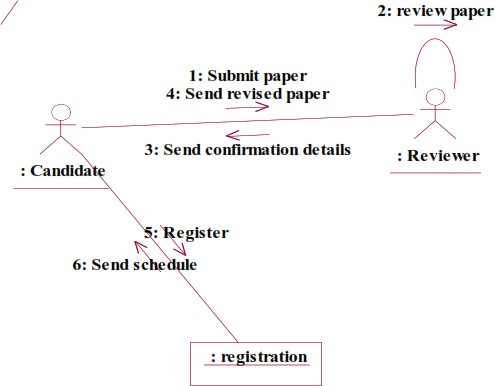 2: review paper
1: Submit paper
4: Send revised paper
3: Send confirmation details
: Candidate
: Reviewer
5: Register
6: Send schedule
: registration